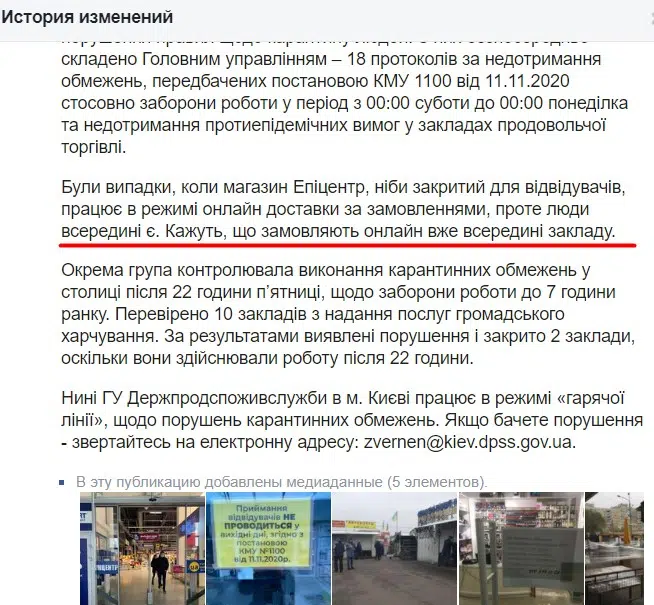 История изменений
порушення правил щодо карантину людей. З них безпосередньо
складено Головним управлінням – 18 протоколів за недотримання
обмежень, передбачених постановою КМУ 1100 від 11.11.2020
стосовно заборони роботи у період з 00:00 суботи до 00:00 понеділка
та недотримання протиепідемічних вимог у закладах продовольчої
торгівлі.
Були випадки, коли магазин Епіцентр, ніби закритий для відвідувачів,
працює в режимі онлайн доставки за замовленнями, проте люди
всередині є. Кажуть, що замовляють онлайн вже всередині закладу.
Окрема група контролювала виконання карантинних обмежень у
столиці після 22 години п’ятниці, щодо заборони роботи до 7 години
ранку. Перевірено 10 закладів з надання послуг громадського
харчування. За результатами виявлені порушення і закрито 2 заклади,
оскільки вони здійснювали роботу після 22 години.
Нині ГУ Держпродспоживслужби в м. Києві працює в режимі «гарячої
лінії», щодо порушень карантинних обмежень. Якщо бачете порушення
- звертайтесь на електронну адресу: zvernen@kiev.dpss.gov.ua.
В эту публикацию добавлены медиаданные (5 элементов).
Приймання
відвідувачів НЕ
ПРОВОДИТЬСЯ у
вихідні дні, згідно з
постановою
КМУ №1100
від 11.11.2020р.